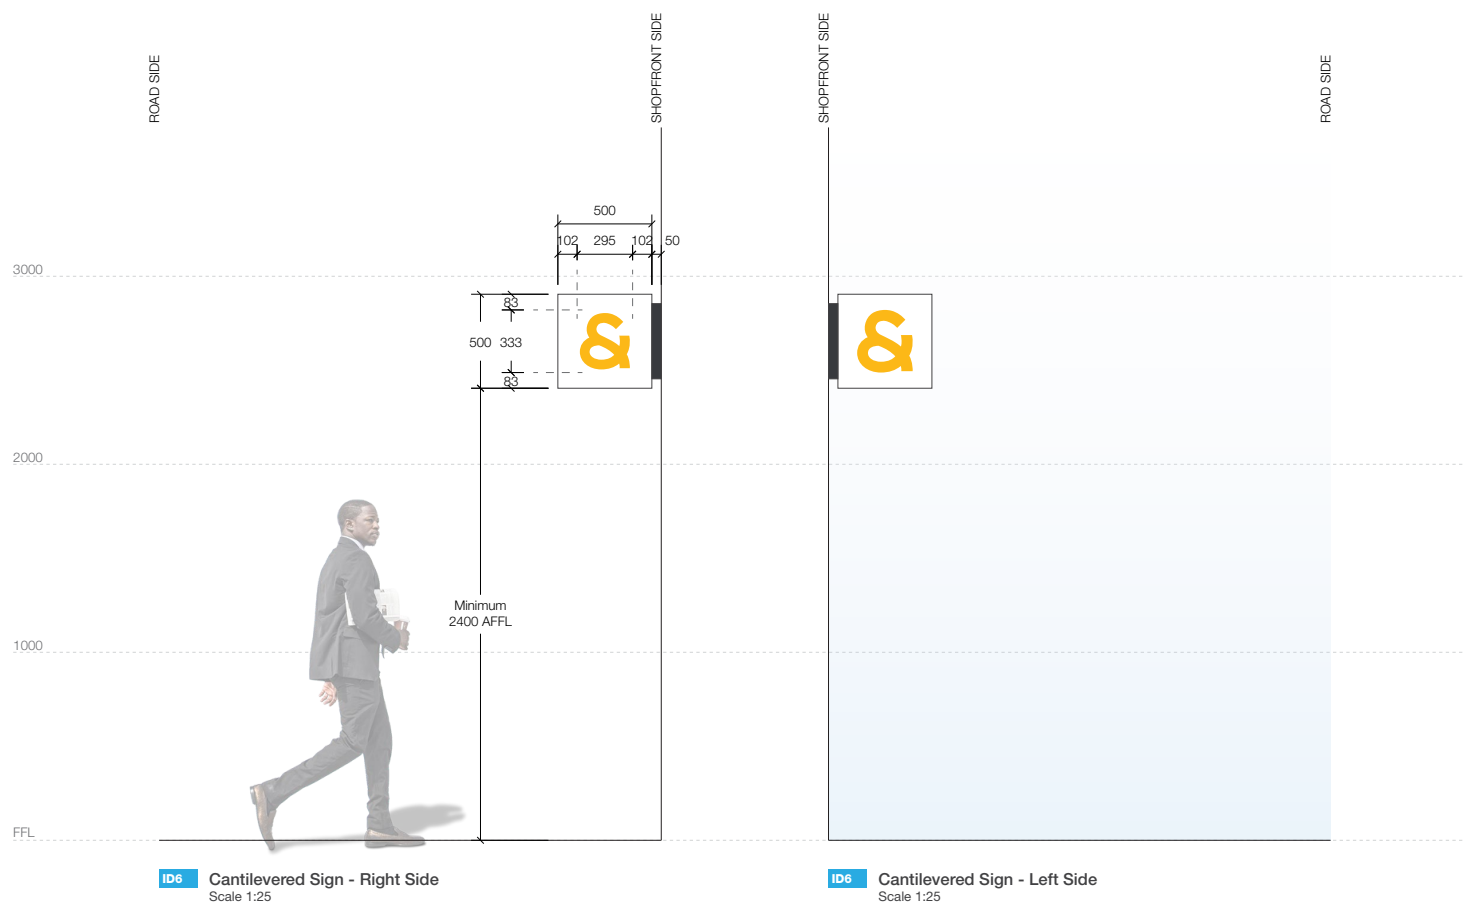 ROAD SIDE
SHOPFRONT SIDE
SHOPFRONT SIDE
ROAD SIDE
500
102 295 102 50
3000
83
500 333
83
&
&
2000
Minimum
2400 AFFL
1000
FFL
ID6 Cantilevered Sign - Right Side
Scale 1:25
ID6 Cantilevered Sign - Left Side
Scale 1:25